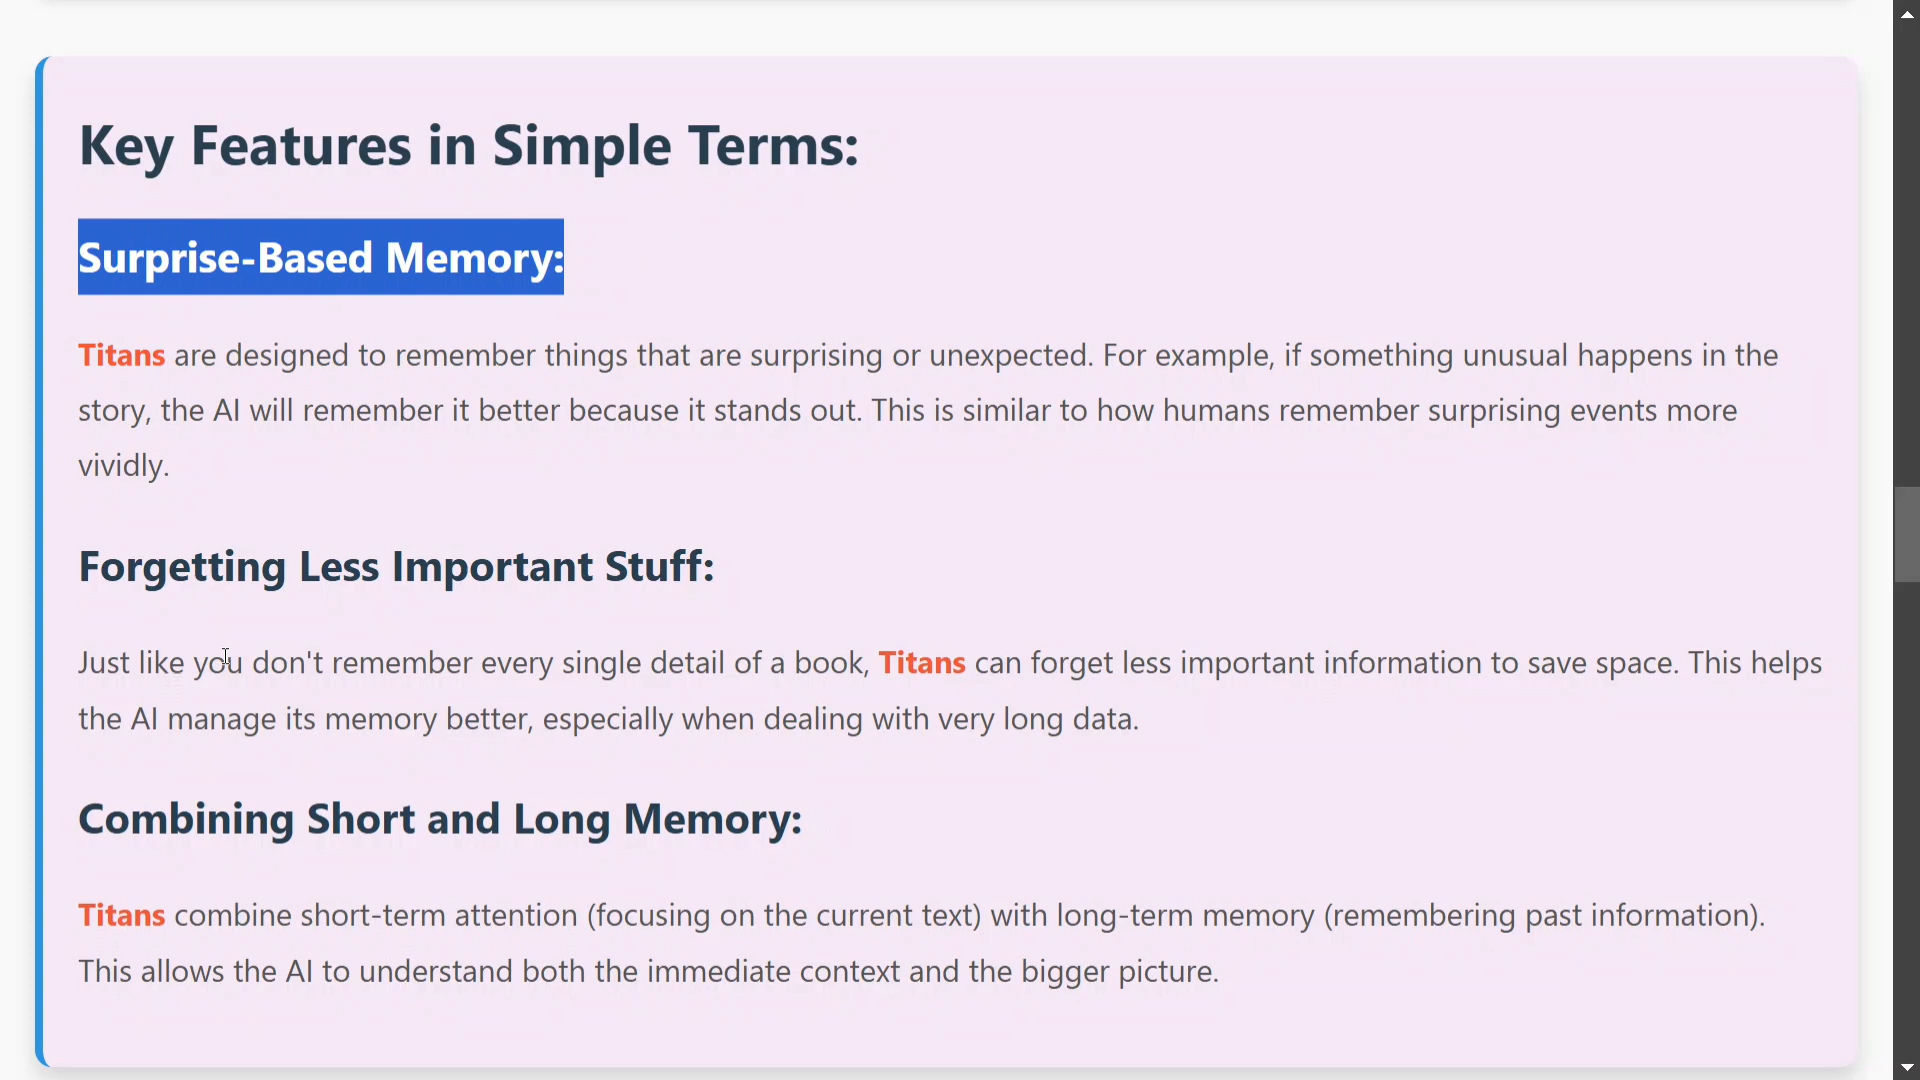 Key Features in Simple Terms:
Surprise-Based Memory:
Titans are designed to remember things that are surprising or unexpected. For example, if something unusual happens in the
story, the AI will remember it better because it stands out. This is similar to how humans remember surprising events more
vividly.
Forgetting Less Important Stuff:
Just like you don't remember every single detail of a book, Titans can forget less important information to save space. This helps
the AI manage its memory better, especially when dealing with very long data.
Combining Short and Long Memory:
Titans combine short-term attention (focusing on the current text) with long-term memory (remembering past information).
This allows the AI to understand both the immediate context and the bigger picture.